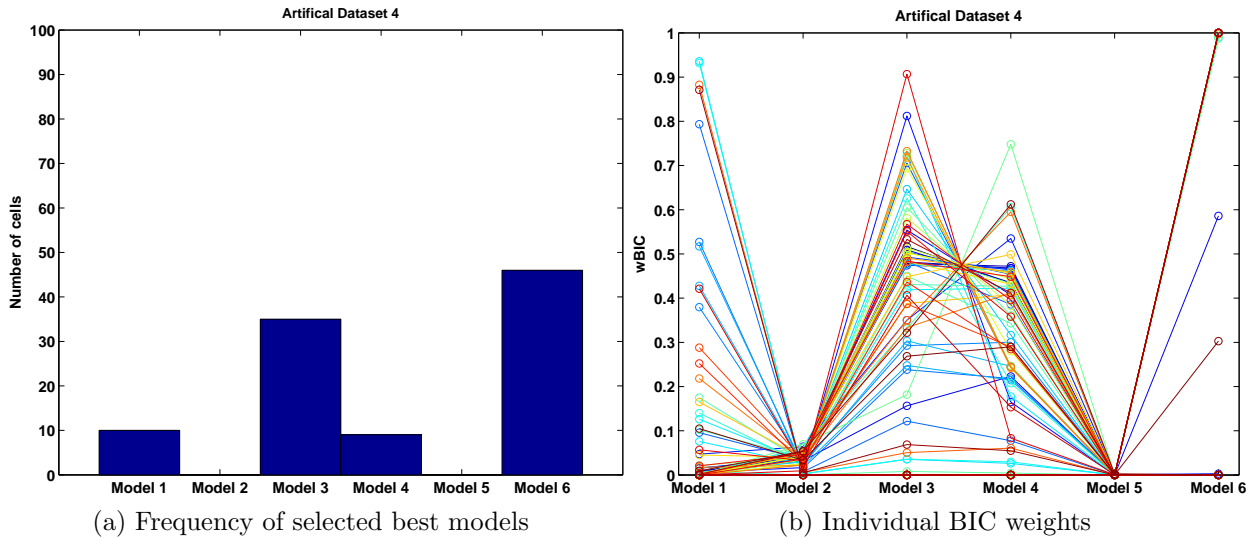 Artifical Dataset 4
100
90
80
70
60
50
40
30
20
10
0
Number of cells
Model 1 Model 2 Model 3 Model 4 Model 5 Model 6
(a) Frequency of selected best models
Artifical Dataset 4
1
0.9
0.8
0.7
0.6
0.5
0.4
0.3
0.2
0.1
0
wBIC
Model 1 Model 2 Model 3 Model 4 Model 5 Model 6
(b) Individual BIC weights